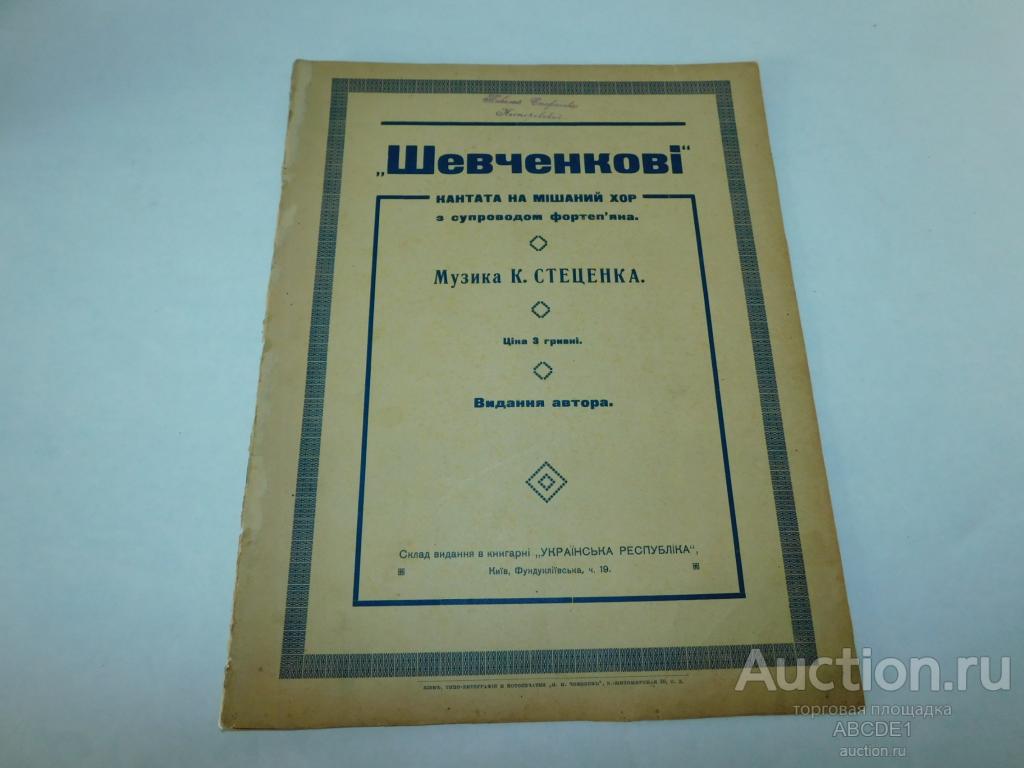 „Шевченкові"
КАНТАТА НА МІШАНИЙ ХОР
з супроводом фортеп'яна.
Музика К. СТЕЦЕНКА.
Ціна 3 гривні.
Видання автора.
Склад видання в книгарні „УКРАЇНСЬКА РЕСПУБЛІКА",
Київ, Фундукліївська, ч. 19.
Auction.ru
торговая площадка
ABCDE1
auction.ru